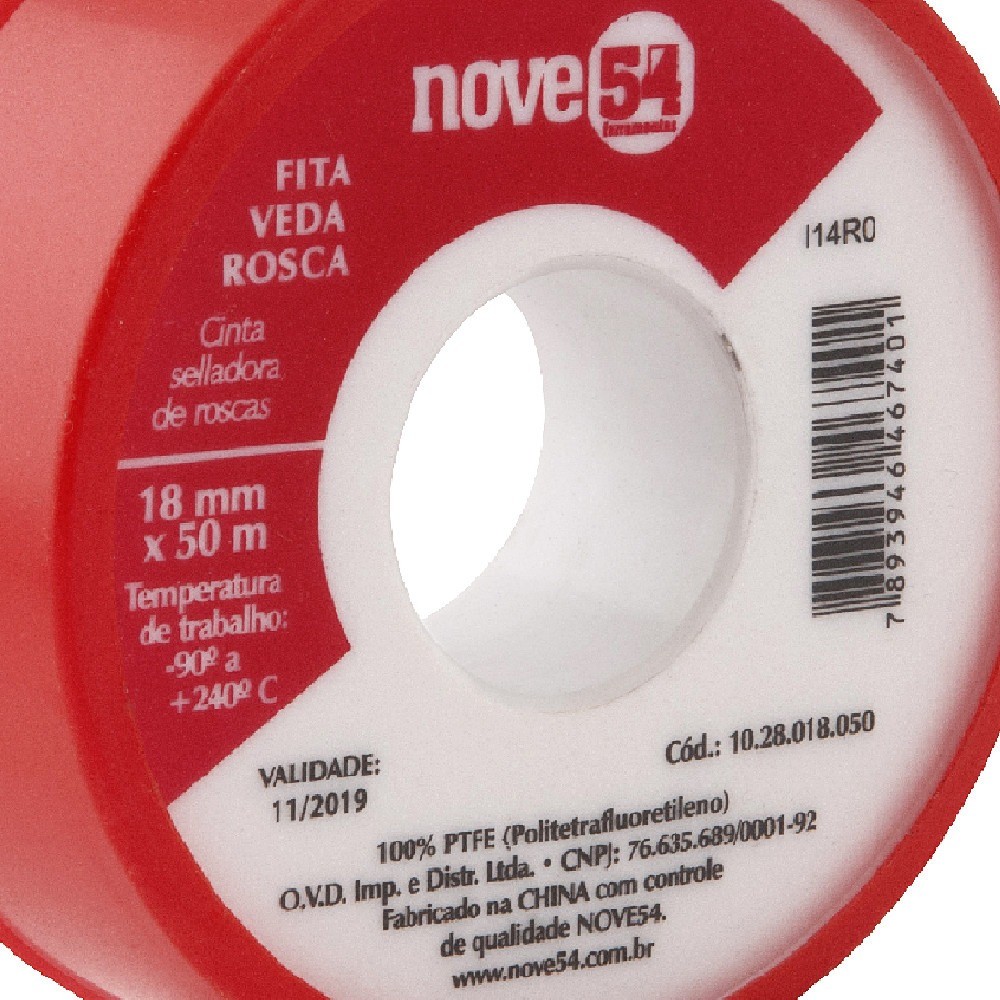 nove54
ferramentas
FITA
VEDA
ROSCA
Cinta
selladora
de roscas
18 mm
x 50 m
Temperatura
de trabalho:
-90º a
+240º C
I14R0
7893946467401
Cód.: 10.28.018.050
VALIDADE:
11/2019
100% PTFE (Politetrafluoretileno)
O.V.D. Imp. e Distr. Ltda. • CNPJ: 76.635.689/0001-92
Fabricado na CHINA com controle
de qualidade NOVE54.
www.nove54.com.br